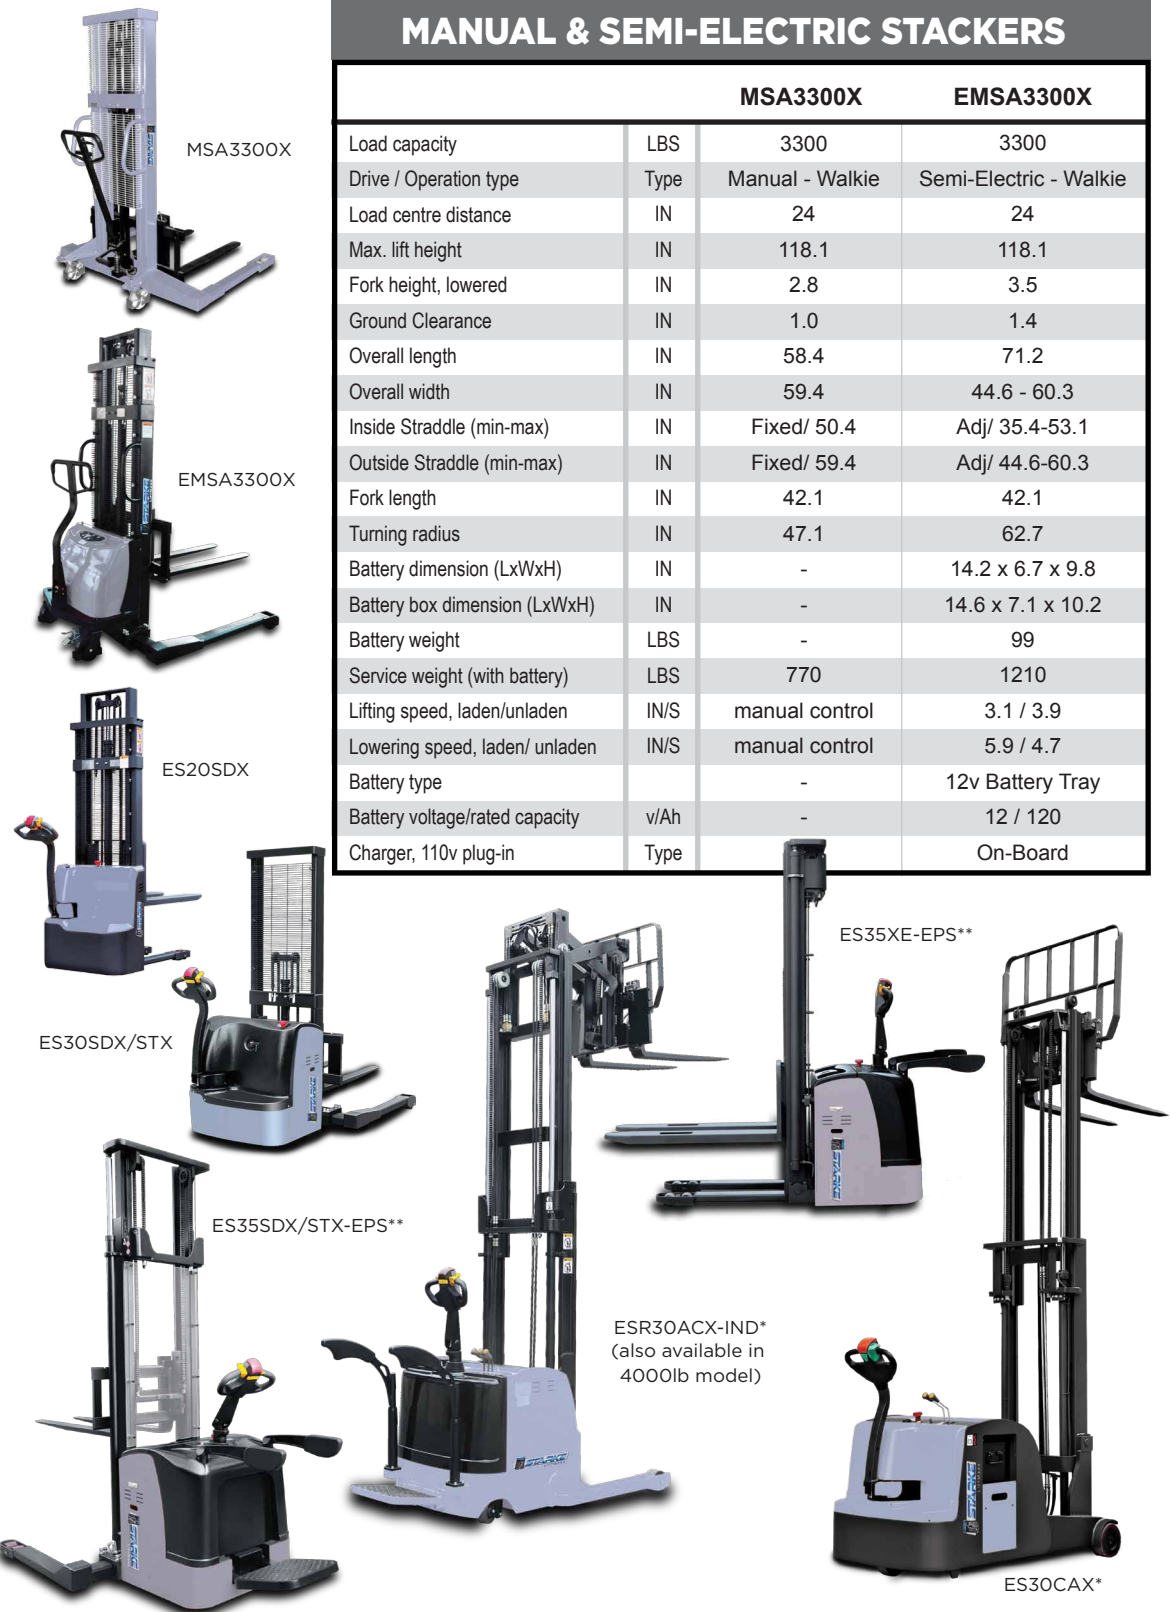 MANUAL & SEMI-ELECTRIC STACKERS
MSA3300X EMSA3300X
Load capacity LBS 3300 3300
Drive / Operation type Type Manual - Walkie Semi-Electric - Walkie
Load centre distance IN 24 24
Max. lift height IN 118.1 118.1
Fork height, lowered IN 2.8 3.5
Ground Clearance IN 1.0 1.4
Overall length IN 58.4 71.2
Overall width IN 59.4 44.6 - 60.3
Inside Straddle (min-max) IN Fixed/ 50.4 Adj/ 35.4-53.1
Outside Straddle (min-max) IN Fixed/ 59.4 Adj/ 44.6-60.3
Fork length IN 42.1 42.1
Turning radius IN 47.1 62.7
Battery dimension (LxWxH) IN - 14.2 x 6.7 x 9.8
Battery box dimension (LxWxH) IN - 14.6 x 7.1 x 10.2
Battery weight LBS - 99
Service weight (with battery) LBS 770 1210
Lifting speed, laden/unladen IN/S manual control 3.1 / 3.9
Lowering speed, laden/ unladen IN/S manual control 5.9 / 4.7
Battery type - 12v Battery Tray
Battery voltage/rated capacity v/Ah - 12 / 120
Charger, 110v plug-in Type On-Board
MSA3300X
STARKE
EMSA3300X
STARKE
ES20SDX
STARKE
ES30SDX/STX
STARKE
ES35XE-EPS**
STARKE
ES35SDX/STX-EPS**
STARKE
ESR30ACX-IND*
(also available in
4000lb model)
STARKE
STARKE
ES30CAX*